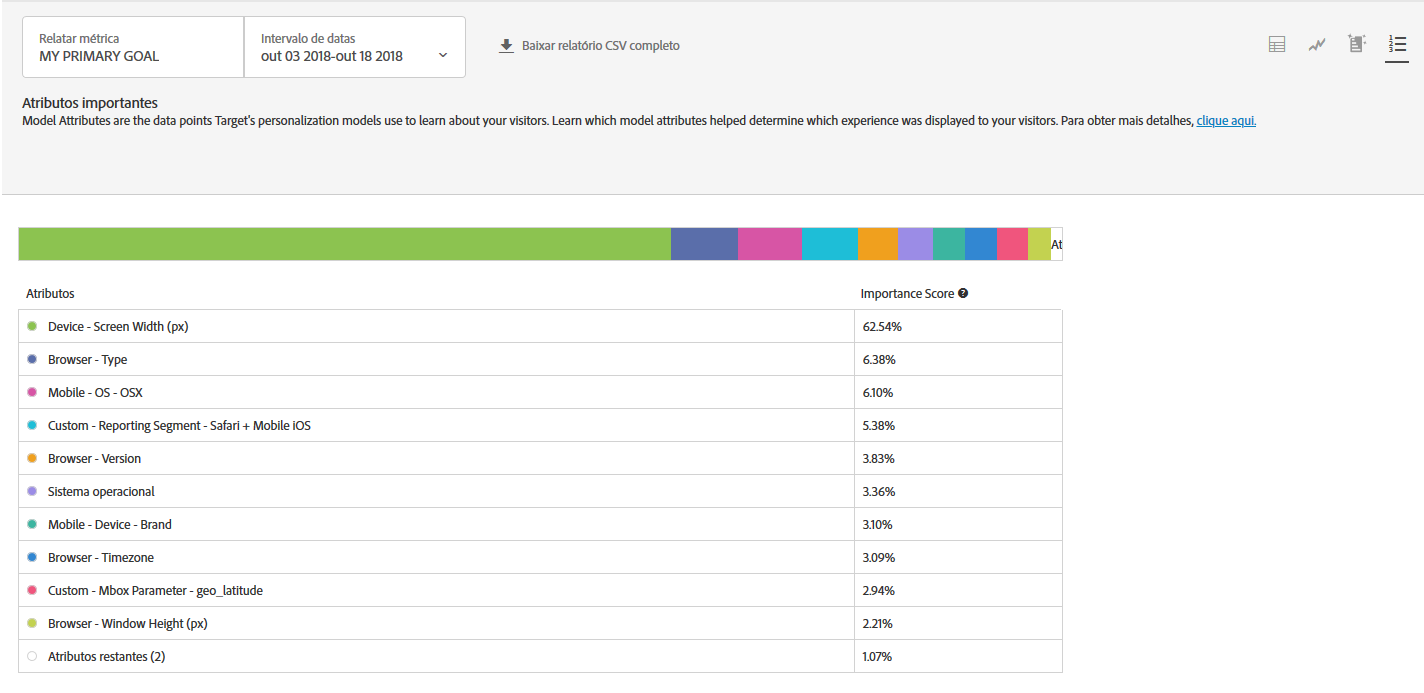 Relatar métrica
MY PRIMARY GOAL
Intervalo de datas
out 03 2018-out 18 2018
Baixar relatório CSV completo
1
2
3
Atributos importantes
Model Attributes are the data points Target's personalization models use to learn about your visitors. Learn which model attributes helped determine which experience was displayed to your visitors. Para obter mais detalhes, clique aqui.
At
Atributos Importance Score ?
Device - Screen Width (px) 62.54%
Browser - Type 6.38%
Mobile - OS - OSX 6.10%
Custom - Reporting Segment - Safari + Mobile iOS 5.38%
Browser - Version 3.83%
Sistema operacional 3.36%
Mobile - Device - Brand 3.10%
Browser - Timezone 3.09%
Custom - Mbox Parameter - geo_latitude 2.94%
Browser - Window Height (px) 2.21%
Atributos restantes (2) 1.07%